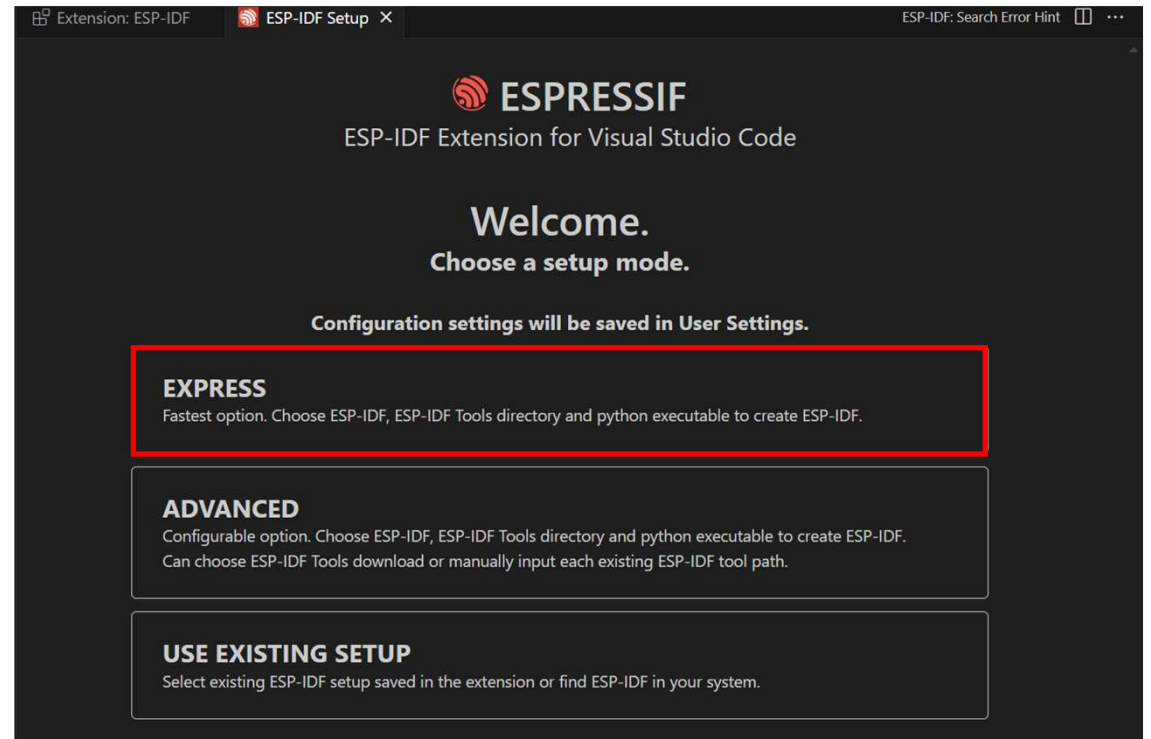 Extension: ESP-IDF
ESP-IDF Setup
ESP-IDF: Search Error Hint
ESPRESSIF
ESP-IDF Extension for Visual Studio Code
Welcome.
Choose a setup mode.
Configuration settings will be saved in User Settings.
EXPRESS
Fastest option. Choose ESP-IDF, ESP-IDF Tools directory and python executable to create ESP-IDF.
ADVANCED
Configurable option. Choose ESP-IDF, ESP-IDF Tools directory and python executable to create ESP-IDF.
Can choose ESP-IDF Tools download or manually input each existing ESP-IDF tool path.
USE EXISTING SETUP
Select existing ESP-IDF setup saved in the extension or find ESP-IDF in your system.